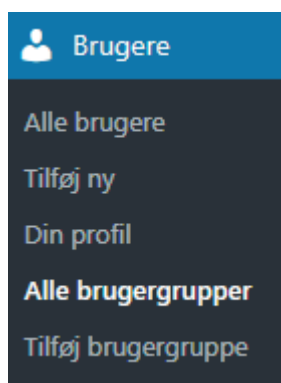 Brugere
Alle brugere
Tilføj ny
Din profil
Alle brugergrupper
Tilføj brugergruppe